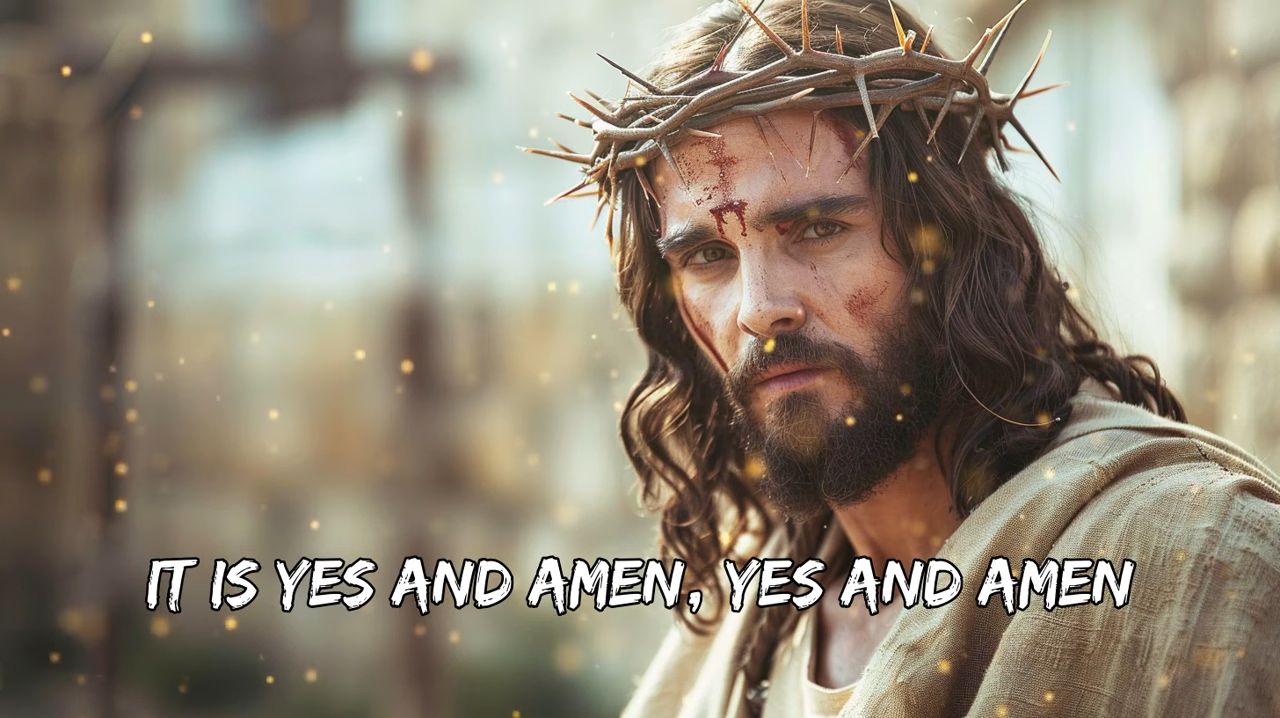 IT IS YES AND AMEN, YES AND AMEN